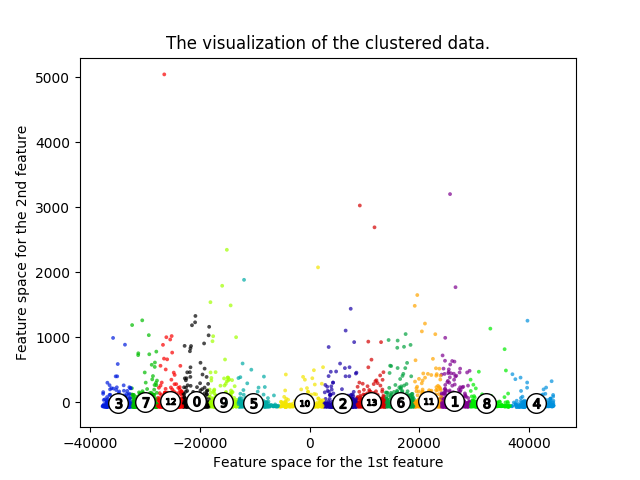 The visualization of the clustered data.
Feature space for the 2nd feature
5000
4000
3000
2000
1000
0
3 7 12 0 9 5 10 2 13 6 11 1 8 4
−40000 −20000 0 20000 40000
Feature space for the 1st feature